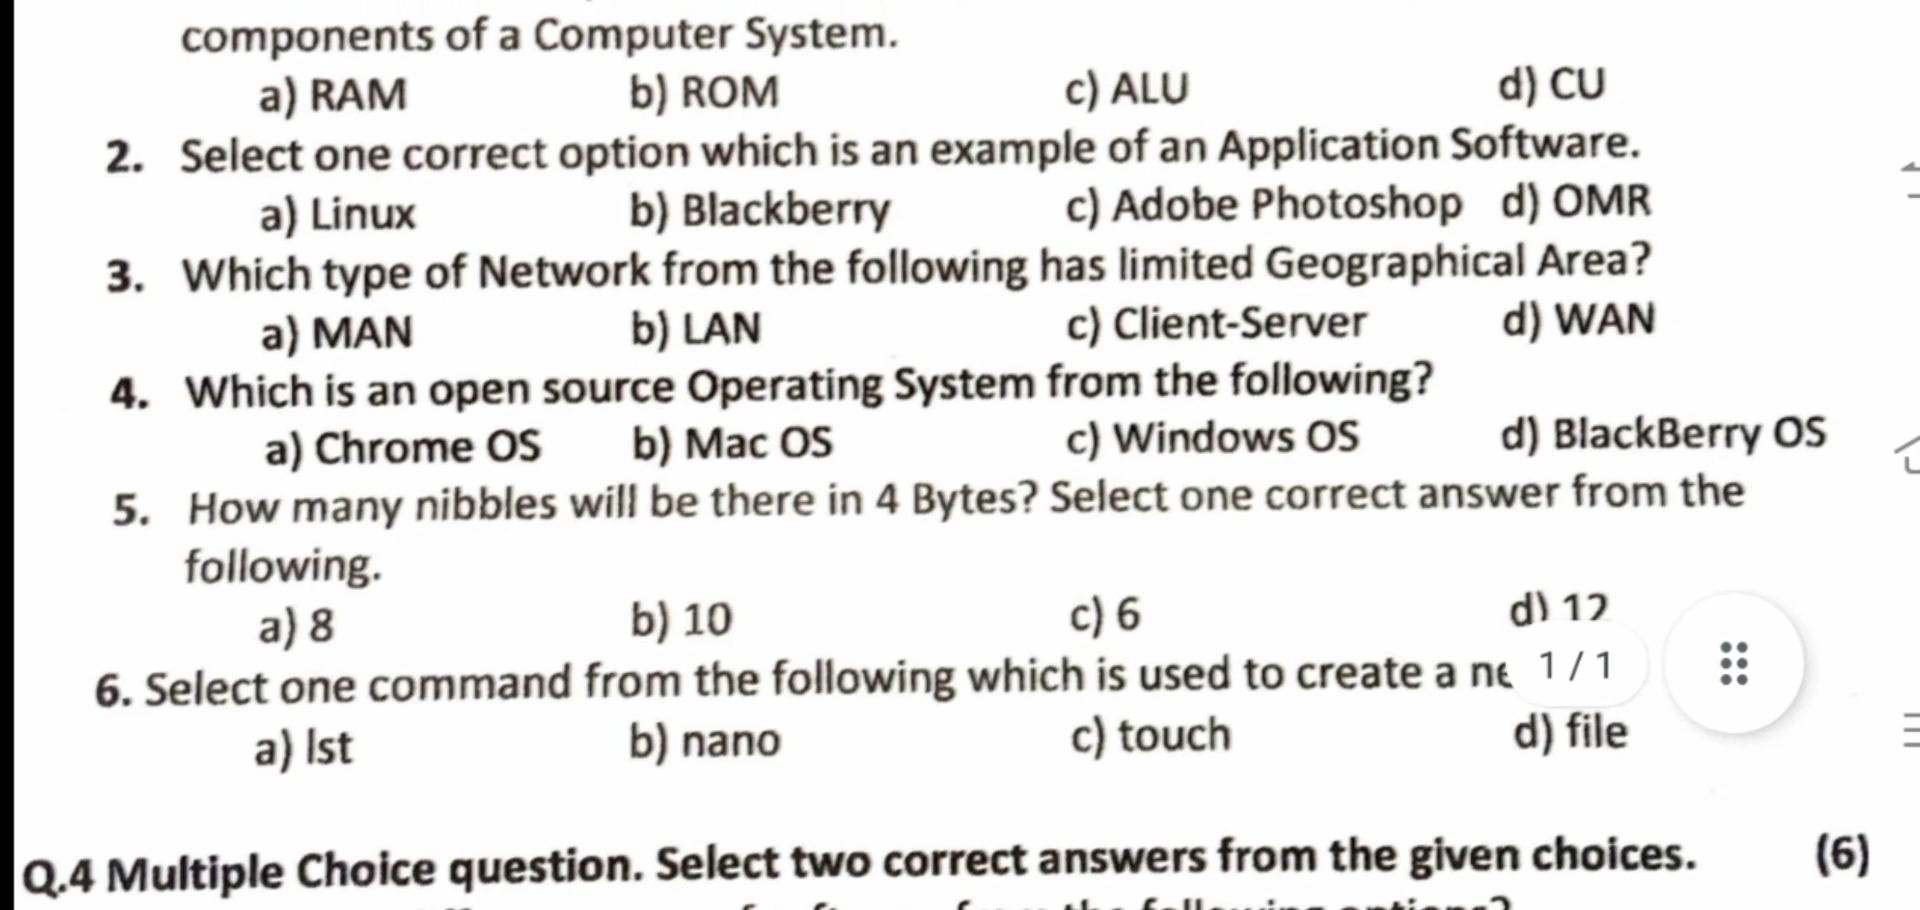 components of a Computer System.
a) RAM b) ROM c) ALU d) CU
2. Select one correct option which is an example of an Application Software.
a) Linux b) Blackberry c) Adobe Photoshop d) OMR
3. Which type of Network from the following has limited Geographical Area?
a) MAN b) LAN c) Client-Server d) WAN
4. Which is an open source Operating System from the following?
a) Chrome OS b) Mac OS c) Windows OS d) BlackBerry OS
5. How many nibbles will be there in 4 Bytes? Select one correct answer from the
following.
a) 8 b) 10 c) 6 d) 12
6. Select one command from the following which is used to create a
1 / 1
a) lst b) nano c) touch d) file
Q.4 Multiple Choice question. Select two correct answers from the given choices. (6)